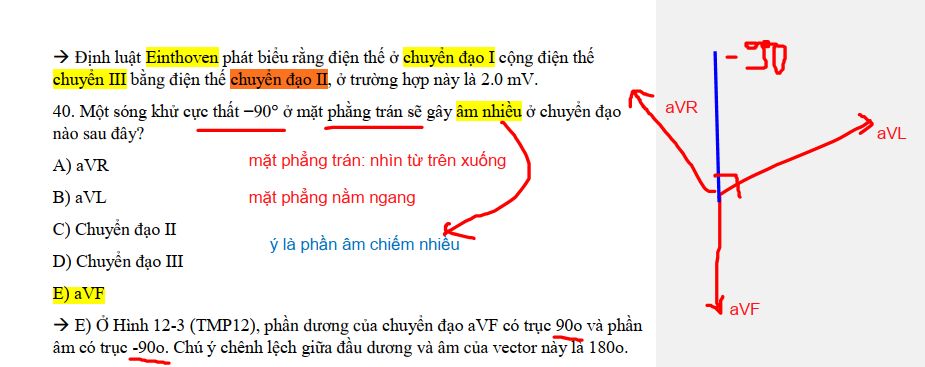 → Định luật Einthoven phát biểu rằng điện thế ở chuyển đạo I cộng điện thế
chuyển III bằng điện thế chuyển đạo II, ở trường hợp này là 2.0 mV.
40. Một sóng khử cực thất −90° ở mặt phẳng trán sẽ gây âm nhiều ở chuyển đạo
nào sau đây?
A) aVR
mặt phẳng trán: nhìn từ trên xuống
B) aVL
mặt phẳng nằm ngang
C) Chuyển đạo II
ý là phần âm chiếm nhiều
D) Chuyển đạo III
E) aVF
→ E) Ở Hình 12-3 (TMP12), phần dương của chuyển đạo aVF có trục 90o và phần
âm có trục -90o. Chú ý chênh lệch giữa đầu dương và âm của vector này là 180o.
-90
aVR
aVL
aVF